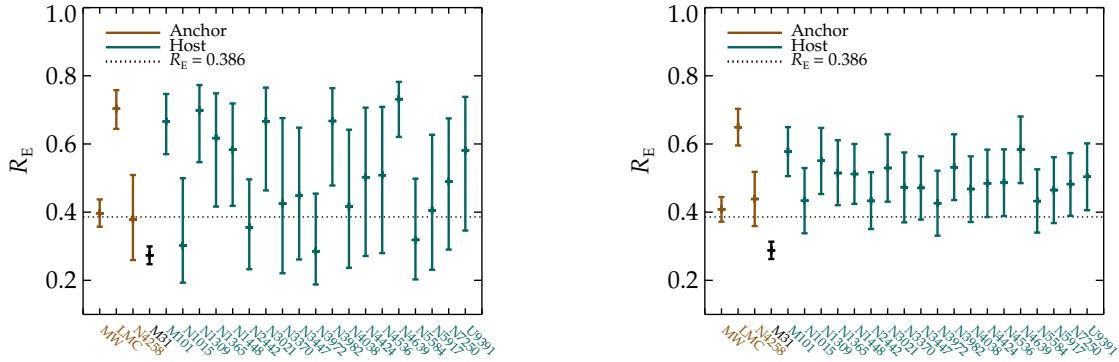 1.0
0.8
0.6
0.4
0.2
R_E
Anchor
Host
R_E = 0.386
MW
LMC
N4258
M31
M101
N1015
N1309
N1365
N1448
N2442
N3021
N3370
N3447
N3972
N3982
N4038
N4424
N4536
N4639
N5584
N5917
N7250
U9391
1.0
0.8
0.6
0.4
0.2
R_E
Anchor
Host
R_E = 0.386
MW
LMC
N4258
M31
M101
N1015
N1309
N1365
N1448
N2442
N3021
N3370
N3447
N3972
N3982
N4038
N4424
N4536
N4639
N5584
N5917
N7250
U9391